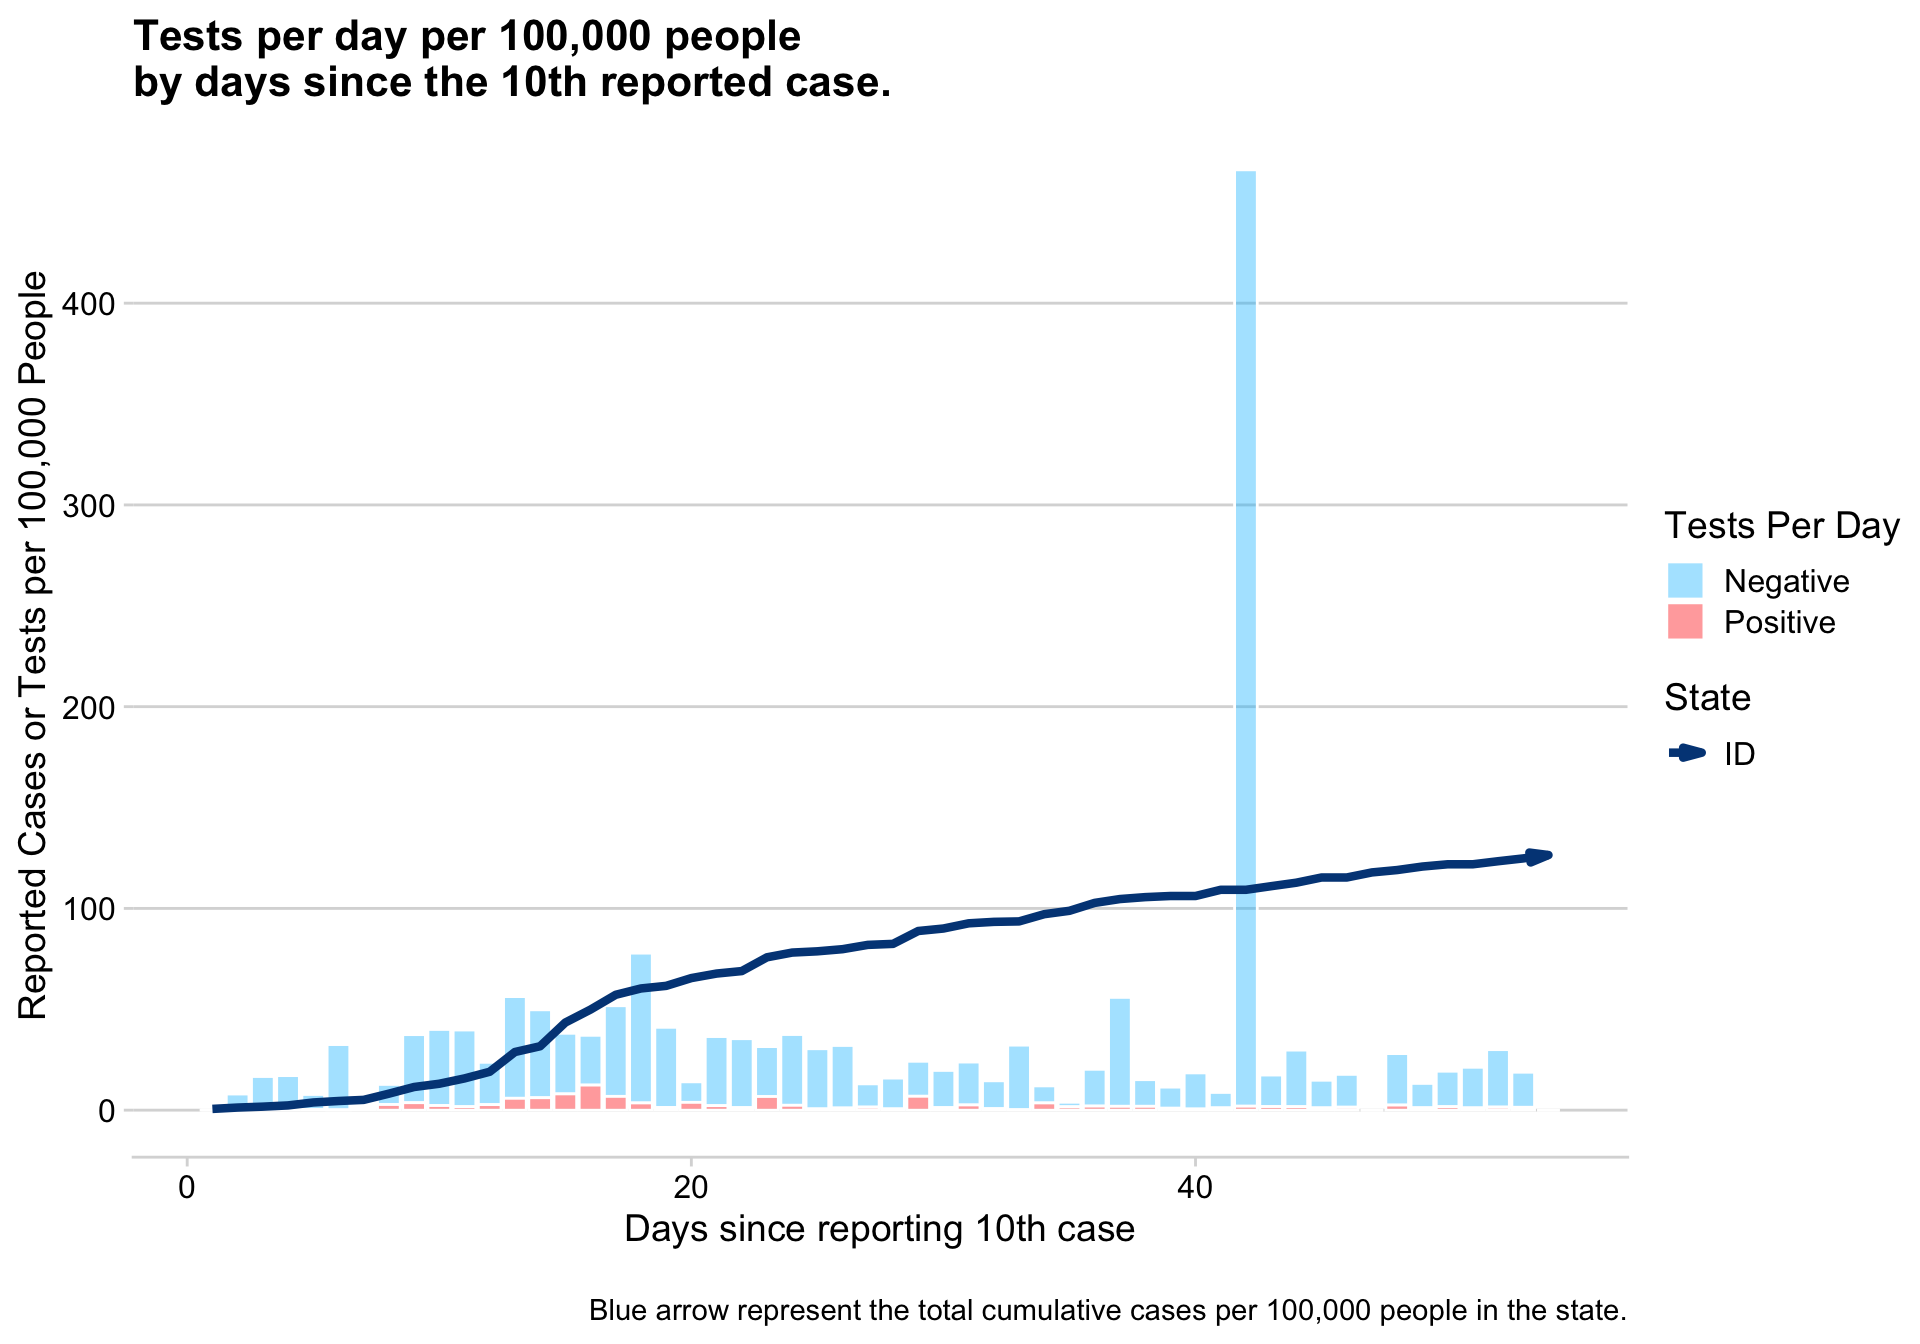 Tests per day per 100,000 people
by days since the 10th reported case.
Reported Cases or Tests per 100,000 People
400
300
200
100
0
0
20
40
Days since reporting 10th case
Tests Per Day
Negative
Positive
State
ID
Blue arrow represent the total cumulative cases per 100,000 people in the state.